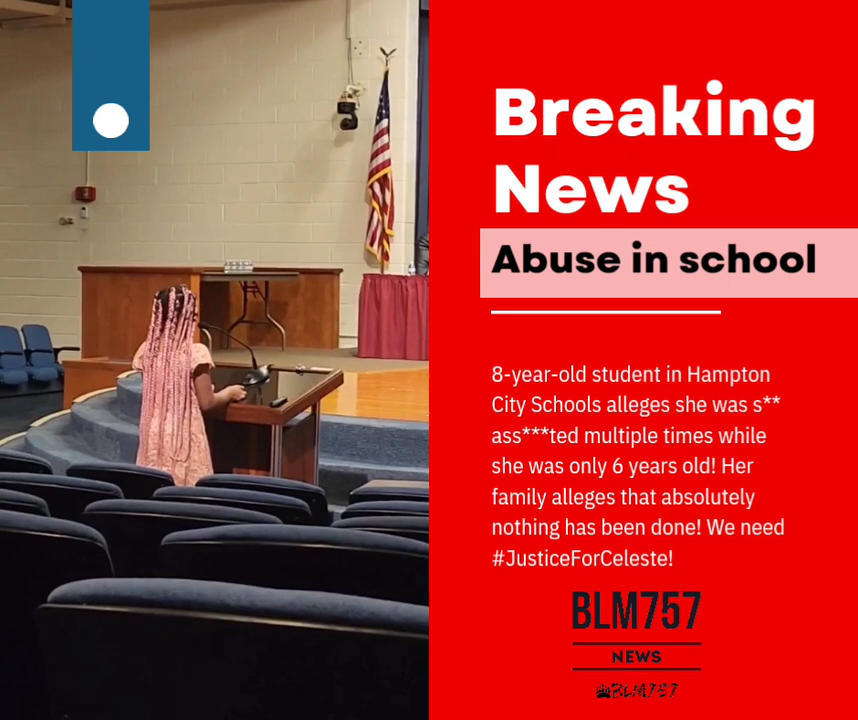 Breaking
News
Abuse in school
8-year-old student in Hampton
City Schools alleges she was s**
ass***ted multiple times while
she was only 6 years old! Her
family alleges that absolutely
nothing has been done! We need
#JusticeForCeleste!
BLM757
NEWS
BLM757